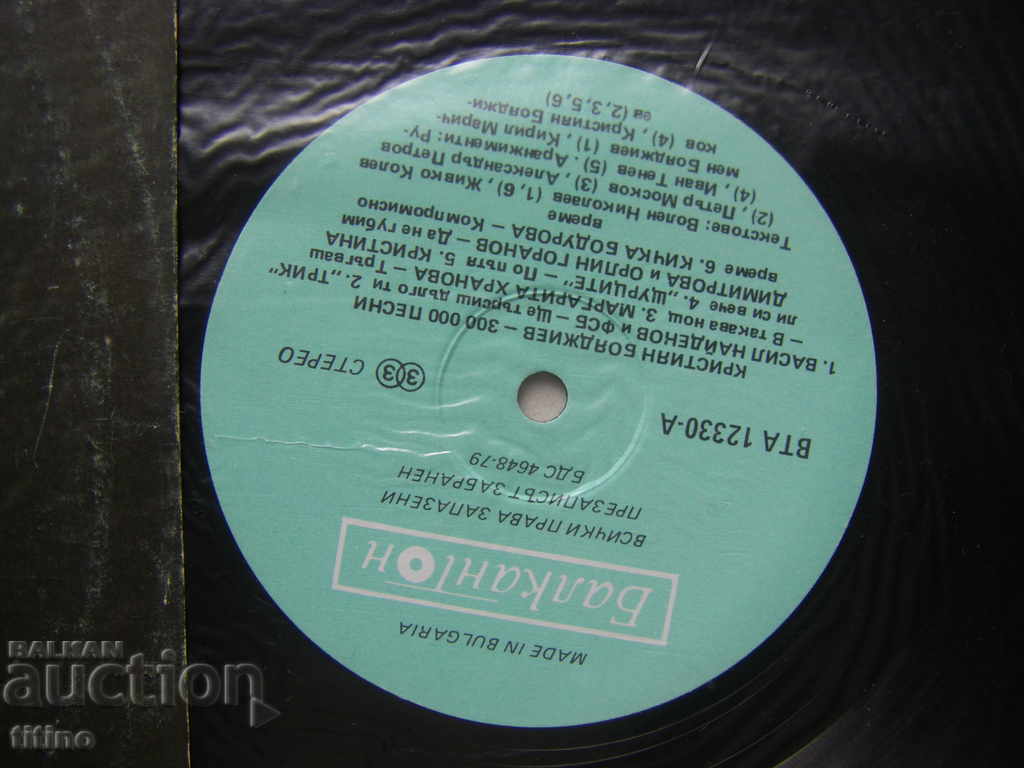 MADE IN BULGARIA
БалканТон
ВСИЧКИ ПРАВА ЗАПАЗЕНИ
ПРЕЗАПИСЪТ ЗАБРАНЕН
БДС 4648-79
ВТА 12330-А
33 СТЕРЕО
КРИСТИЯН БОЯДЖИЕВ – 300 000 ПЕСНИ
1. ВАСИЛ НАЙДЕНОВ и ФСБ – Ще търсиш дълго ти 2. „ТРИК"
– В такава нощ 3. МАРГАРИТА ХРАНОВА – Тръгваш
ли си вече 4. „ЩУРЦИТЕ" – По пътя 5. КРИСТИНА
ДИМИТРОВА и ОРЛИН ГОРАНОВ – Да не губим
време 6. КИЧКА БОДУРОВА – Компромисно
време
Текстове: Волен Николаев (1,6), Живко Колев
(2), Петър Москов (3), Александър Петров
(4), Иван Тенев (5). Аранжименти: Ру-
мен Бояджиев (1), Кирил Марич-
ков (4), Кристиян Бояджи-
ев (2,3,5,6)
BALKAN
auction
titino